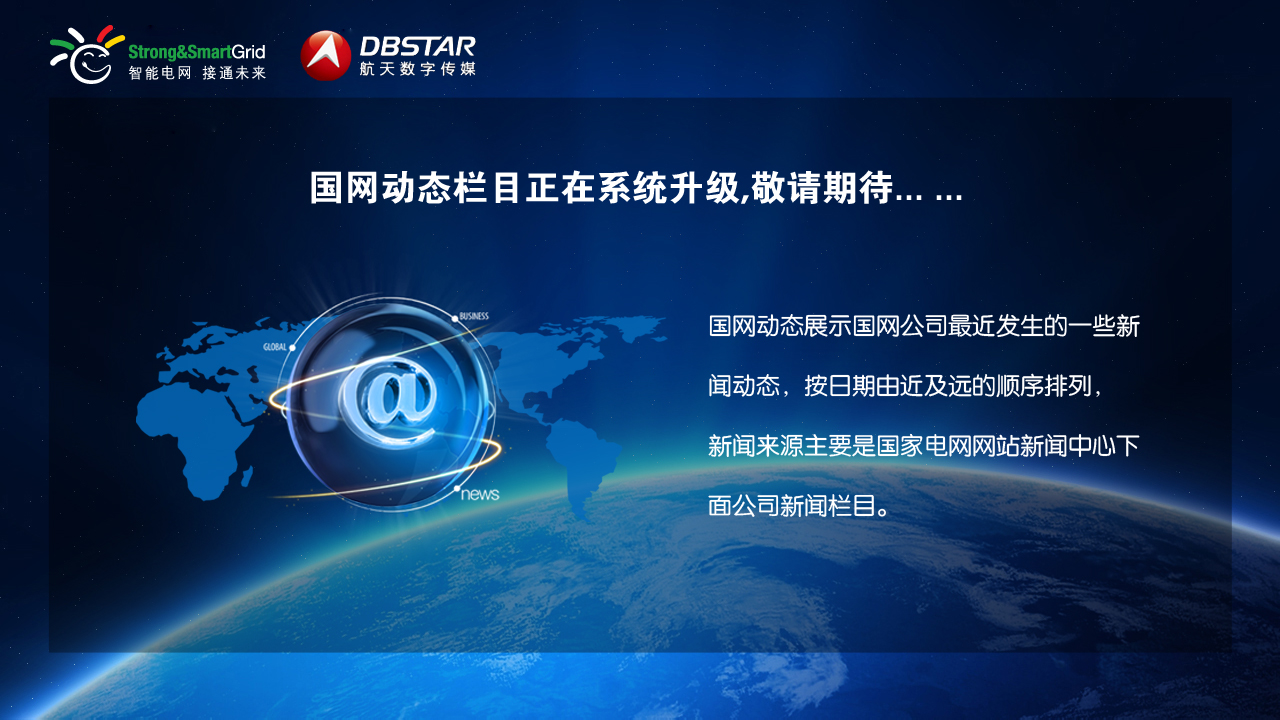 Strong&SmartGrid
智能电网 接通未来
DBSTAR
航天数字传媒
国网动态栏目正在系统升级,敬请期待... ...
BUSINESS
GLOBAL
@
news
国网动态展示国网公司最近发生的一些新
闻动态，按日期由近及远的顺序排列，
新闻来源主要是国家电网网站新闻中心下
面公司新闻栏目。